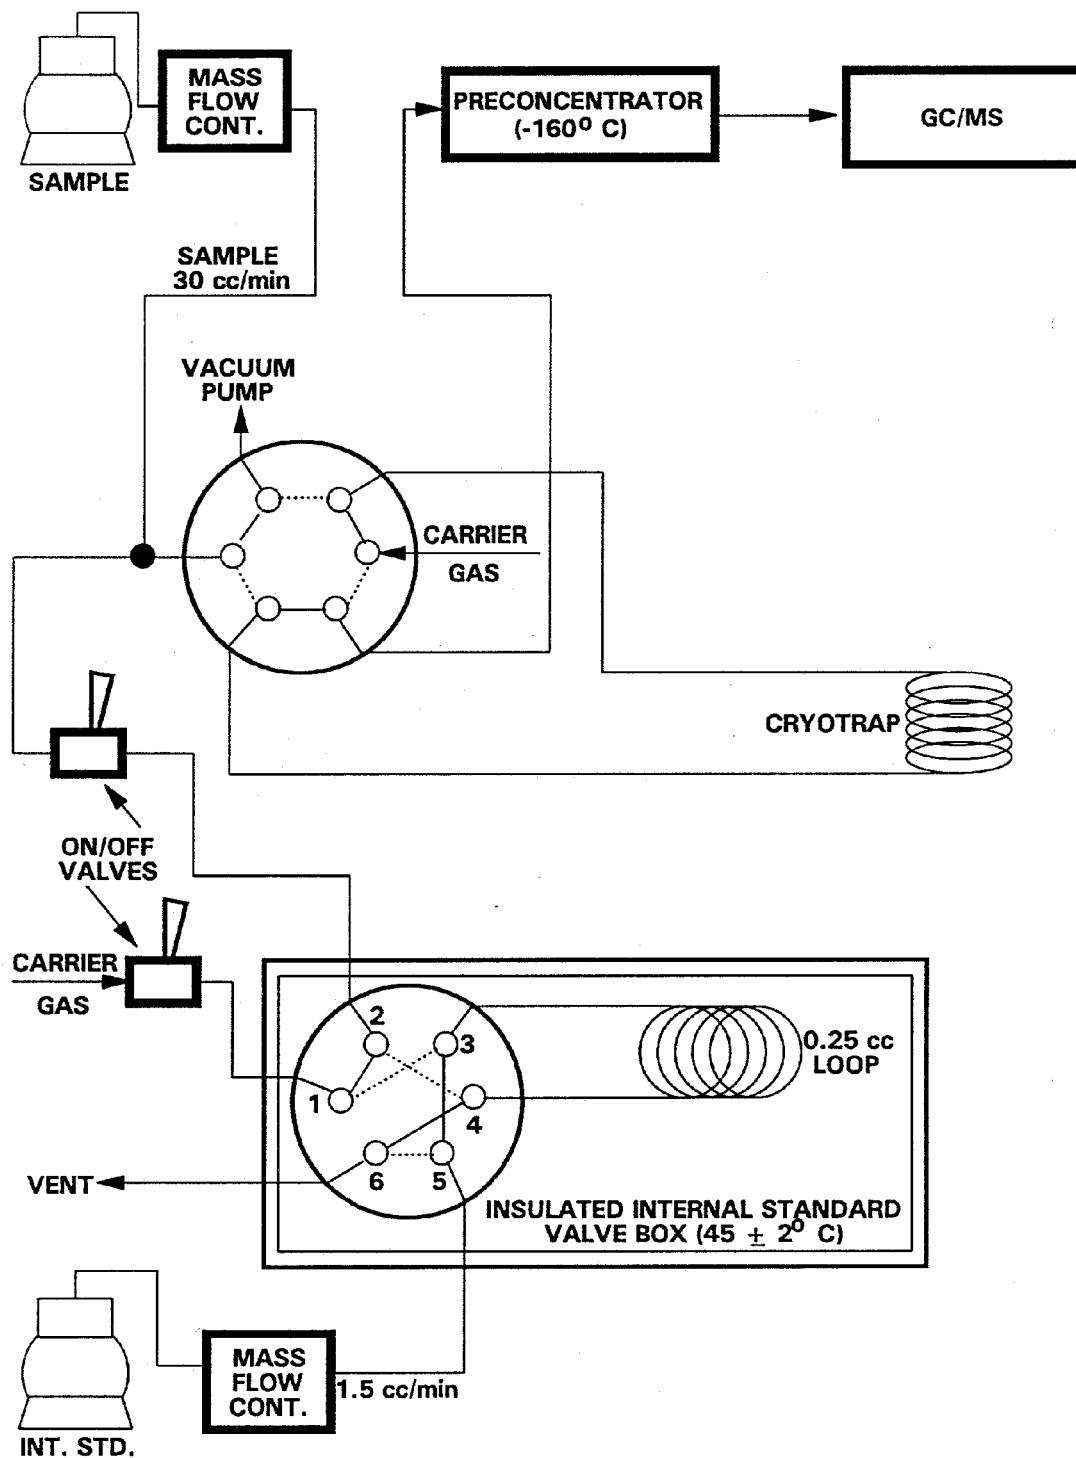 MASS
FLOW
CONT.
SAMPLE
PRECONCENTRATOR
(-160º C)
GC/MS
SAMPLE
30 cc/min
VACUUM
PUMP
CARRIER
GAS
CRYOTRAP
ON/OFF
VALVES
CARRIER
GAS
2
3
1
4
6
5
0.25 cc
LOOP
VENT
INSULATED INTERNAL STANDARD
VALVE BOX (45 ± 2º C)
MASS
FLOW
CONT.
1.5 cc/min
INT. STD.